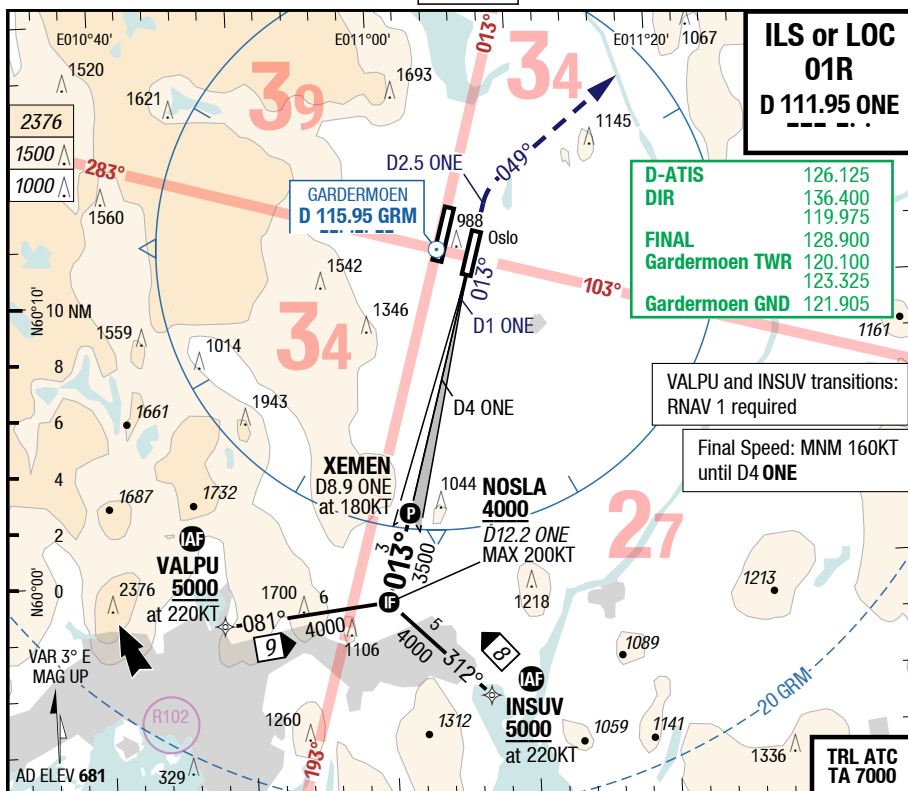 E010°40'
E011°00'
E011°20'
1067
013°
34
39
1520
1621
1693
1145
ILS or LOC
01R
D 111.95 ONE
2376
1500
1000
283°
1560
D2.5 ONE
049°
GARDERMOEN
D 115.95 GRM
988
Oslo
D-ATIS 126.125
DIR 136.400
119.975
FINAL 128.900
Gardermoen TWR 120.100
123.325
Gardermoen GND 121.905
1542
013°
103°
N60°10'
10 NM
1346
34
D1 ONE
1559
1014
1161
8
VALPU and INSUV transitions:
RNAV 1 required
D4 ONE
1943
6
1661
Final Speed: MNM 160KT
until D4 ONE
XEMEN
D8.9 ONE
at 180KT
4
1687
1732
1044
NOSLA
4000
D12.2 ONE
MAX 200KT
27
P
2
IAF
VALPU
5000
at 220KT
3
013°
3500
N60°00'
0
2376
1700
6
IF
1218
1213
081°
4000
9
1106
5
4000
312°
8
1089
VAR 3° E
MAG UP
IAF
INSUV
5000
at 220KT
20 GRM
R102
1260
1312
1059
1141
1336
AD ELEV 681
329
193°
TRL ATC
TA 7000